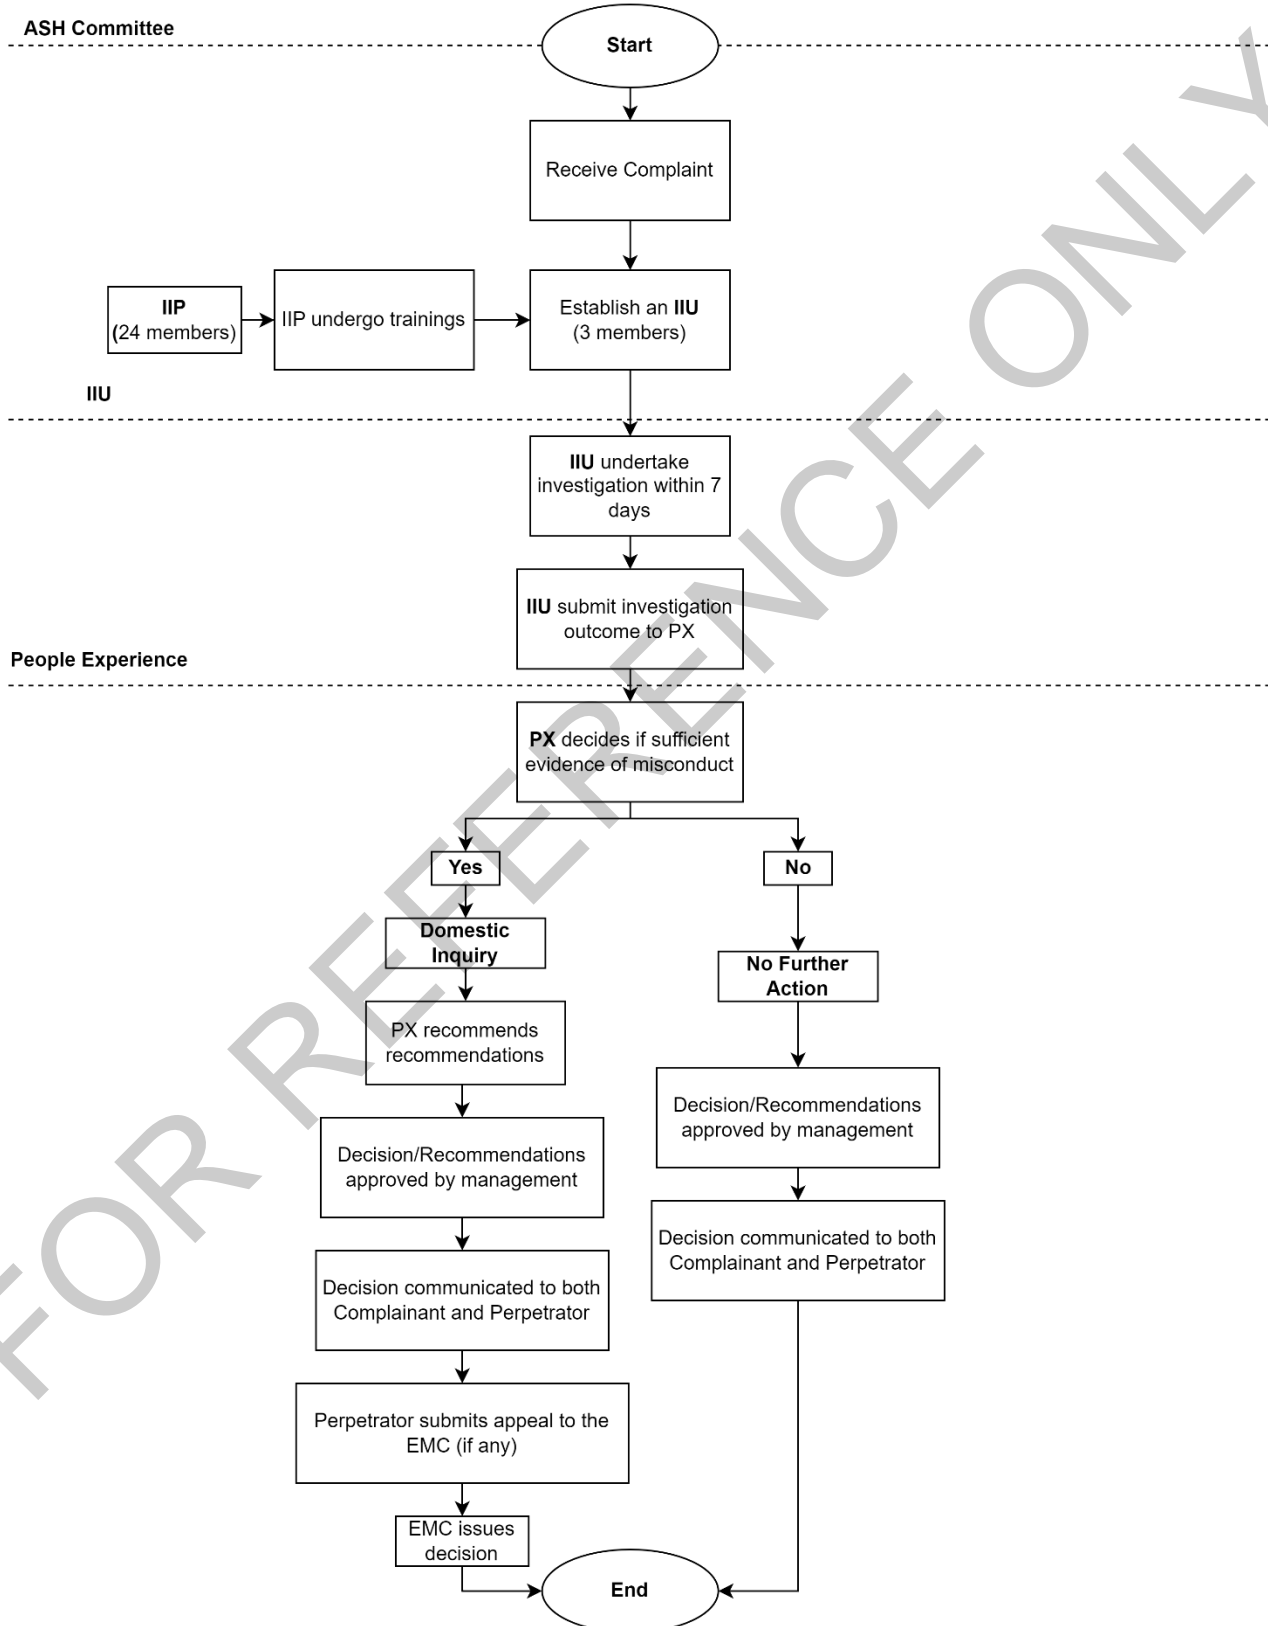 ASH Committee
Start
Receive Complaint
IIP
(24 members)
IIP undergo trainings
Establish an IIU
(3 members)
IIU
IIU undertake
investigation within 7
days
IIU submit investigation
outcome to PX
People Experience
PX decides if sufficient
evidence of misconduct
Yes
No
Domestic
Inquiry
No Further
Action
PX recommends
recommendations
Decision/Recommendations
approved by management
Decision/Recommendations
approved by management
Decision communicated to both
Complainant and Perpetrator
Decision communicated to both
Complainant and Perpetrator
Perpetrator submits appeal to the
EMC (if any)
EMC issues
decision
End
FOR REFERENCE ONLY